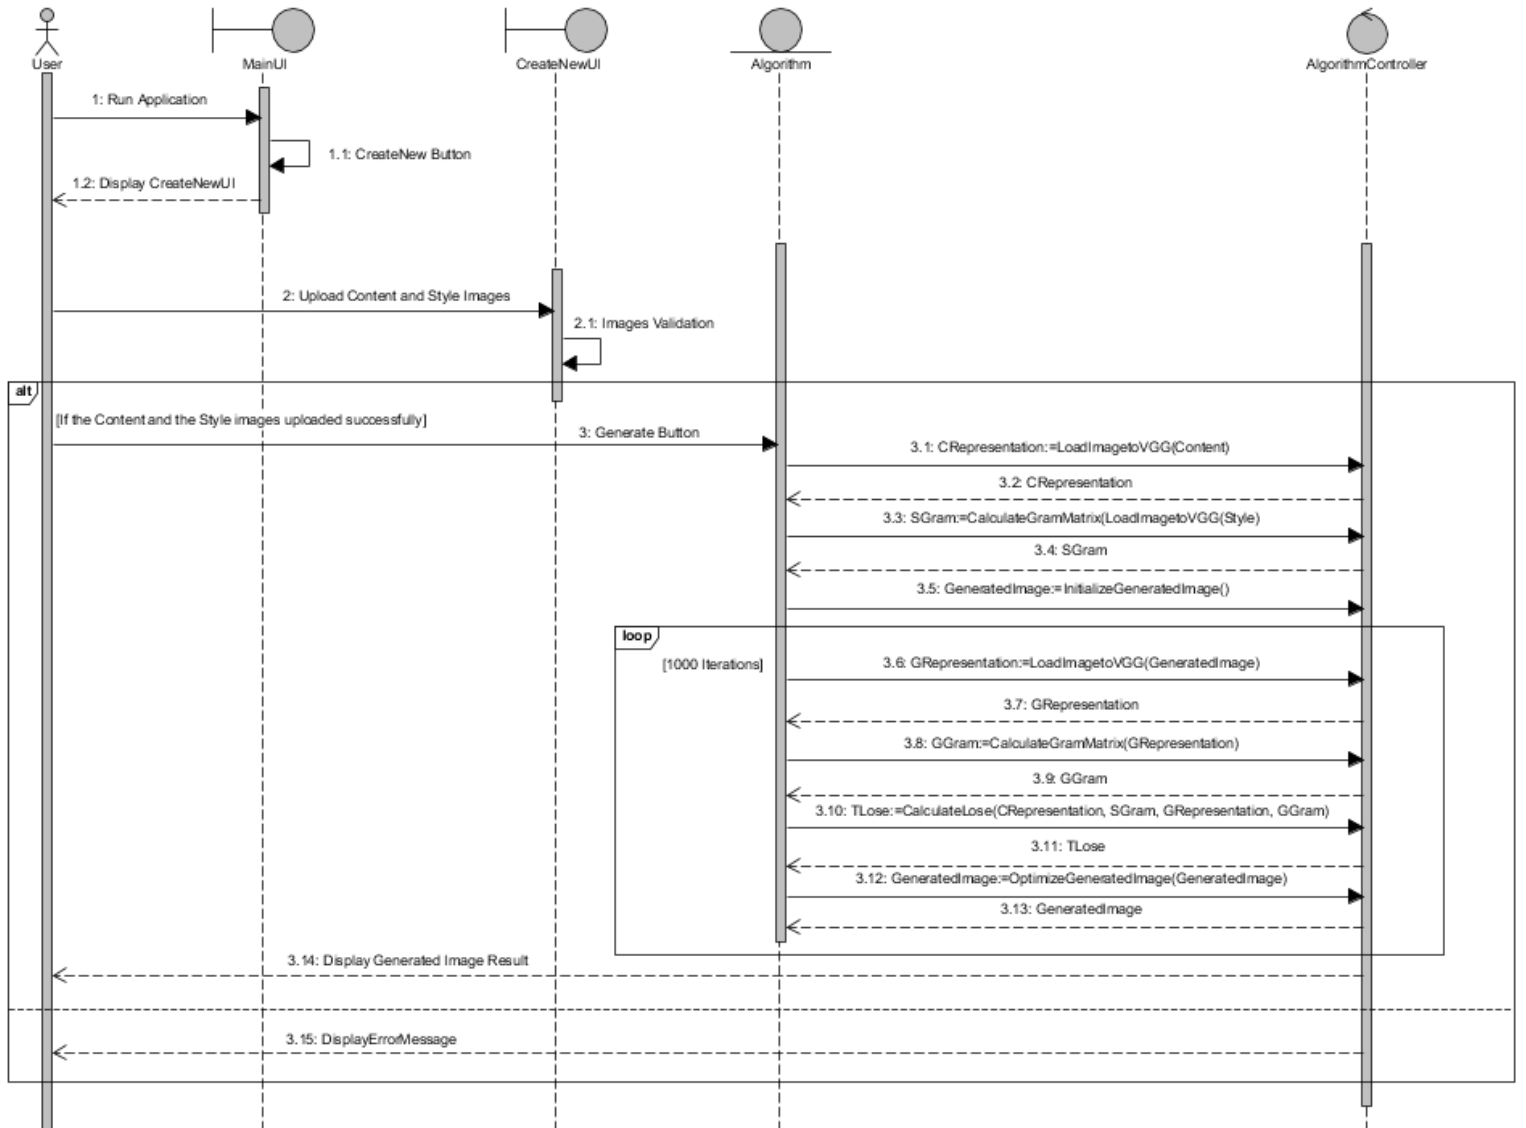 User
MainUI
CreateNewUI
Algorithm
AlgorithmController
1: Run Application
1.1: CreateNew Button
1.2: Display CreateNewUI
2: Upload Content and Style Images
2.1: Images Validation
alt
[If the Content and the Style images uploaded successfully]
3: Generate Button
3.1: CRepresentation:=LoadImagetoVGG(Content)
3.2: CRepresentation
3.3: SGram:=CalculateGramMatrix(LoadImagetoVGG(Style)
3.4: SGram
3.5: GeneratedImage:=InitializeGeneratedImage()
loop
[1000 Iterations]
3.6: GRepresentation:=LoadImagetoVGG(GeneratedImage)
3.7: GRepresentation
3.8: GGram:=CalculateGramMatrix(GRepresentation)
3.9: GGram
3.10: TLose:=CalculateLose(CRepresentation, SGram, GRepresentation, GGram)
3.11: TLose
3.12: GeneratedImage:=OptimizeGeneratedImage(GeneratedImage)
3.13: GeneratedImage
3.14: Display Generated Image Result
3.15: DisplayErrorMessage